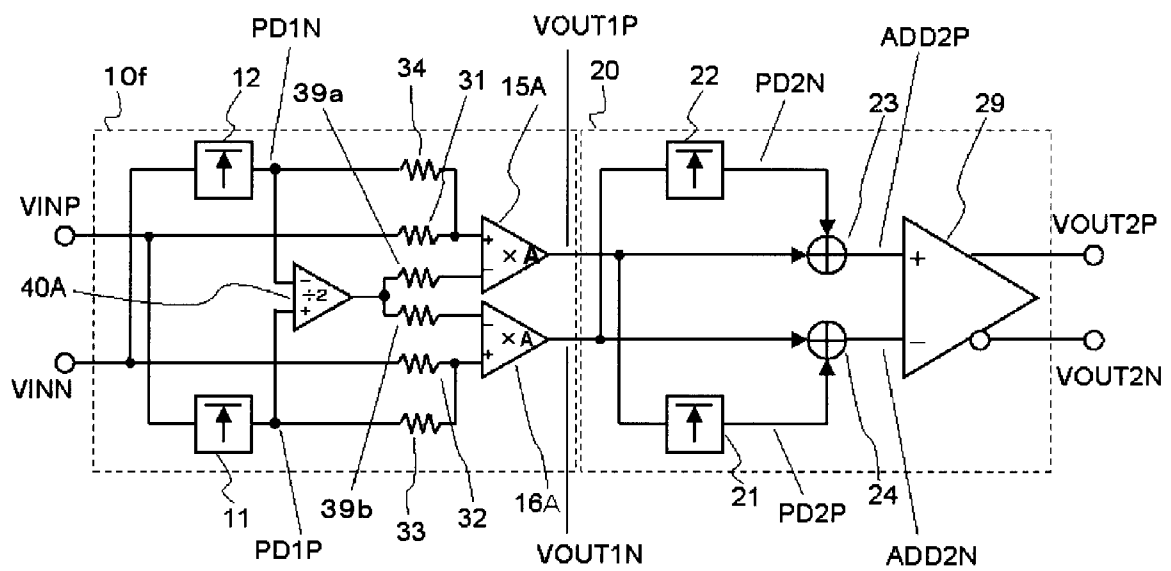 VOUT1P
PD1N
ADD2P
10f
12
39a
34
31
15A
20
22
PD2N
23
29
VINP
VOUT2P
+
× A
−
+
40A
−
÷2
+
−
× A
+
−
VINN
VOUT2N
11
PD1P
39b
33
32
16A
VOUT1N
21
PD2P
24
ADD2N